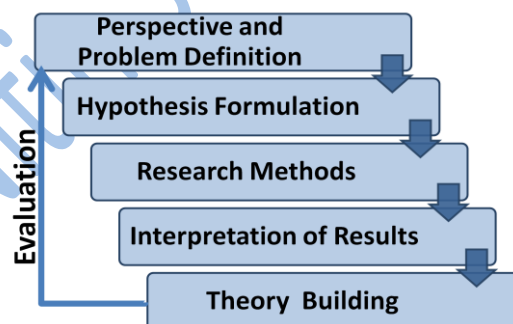 Perspective and
Problem Definition
Hypothesis Formulation
Research Methods
Interpretation of Results
Theory Building
Evaluation